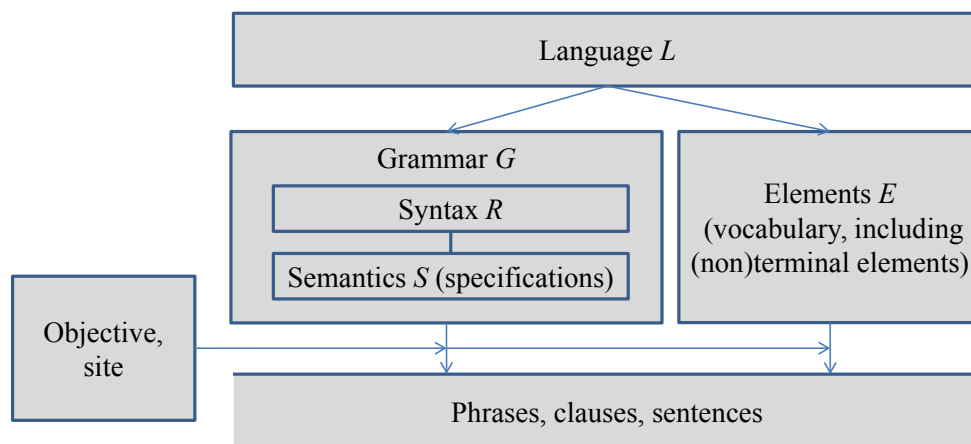 Language L
Grammar G
Syntax R
Semantics S (specifications)
Elements E
(vocabulary, including
(non)terminal elements)
Objective,
site
Phrases, clauses, sentences